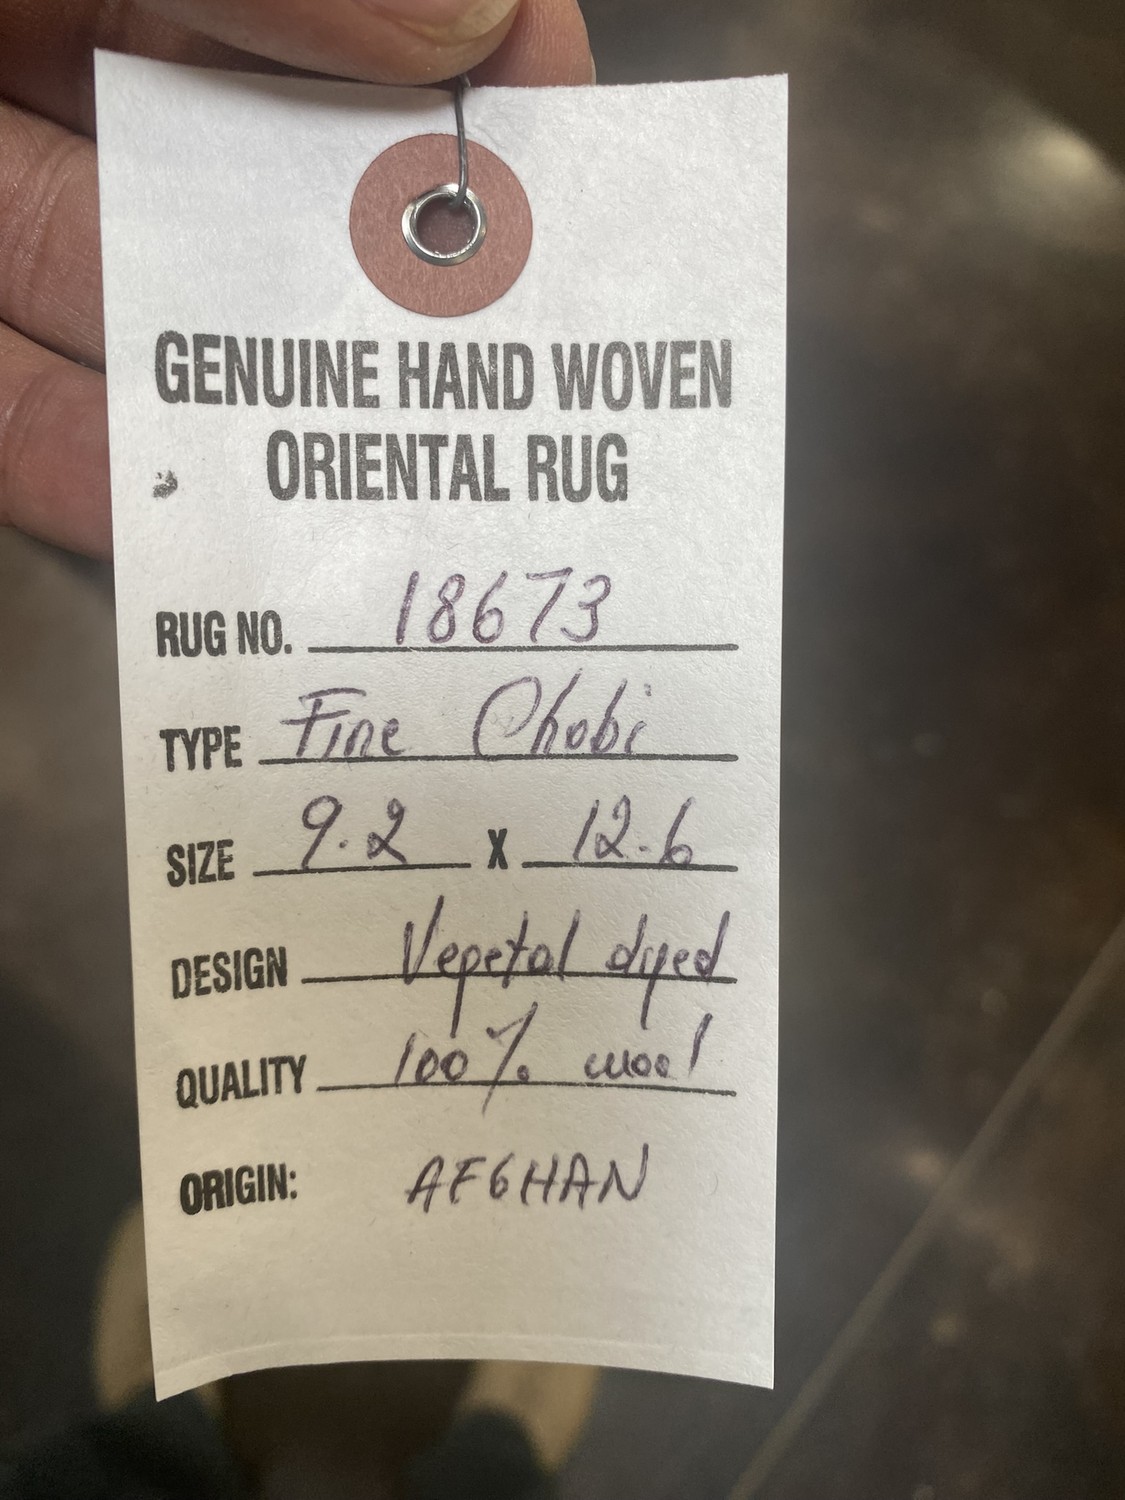 GENUINE HAND WOVEN
ORIENTAL RUG
RUG NO. 18673
TYPE Fine Chobi
SIZE 9.2 X 12.6
DESIGN Vegetal dyed
QUALITY 100% wool
ORIGIN: AFGHAN